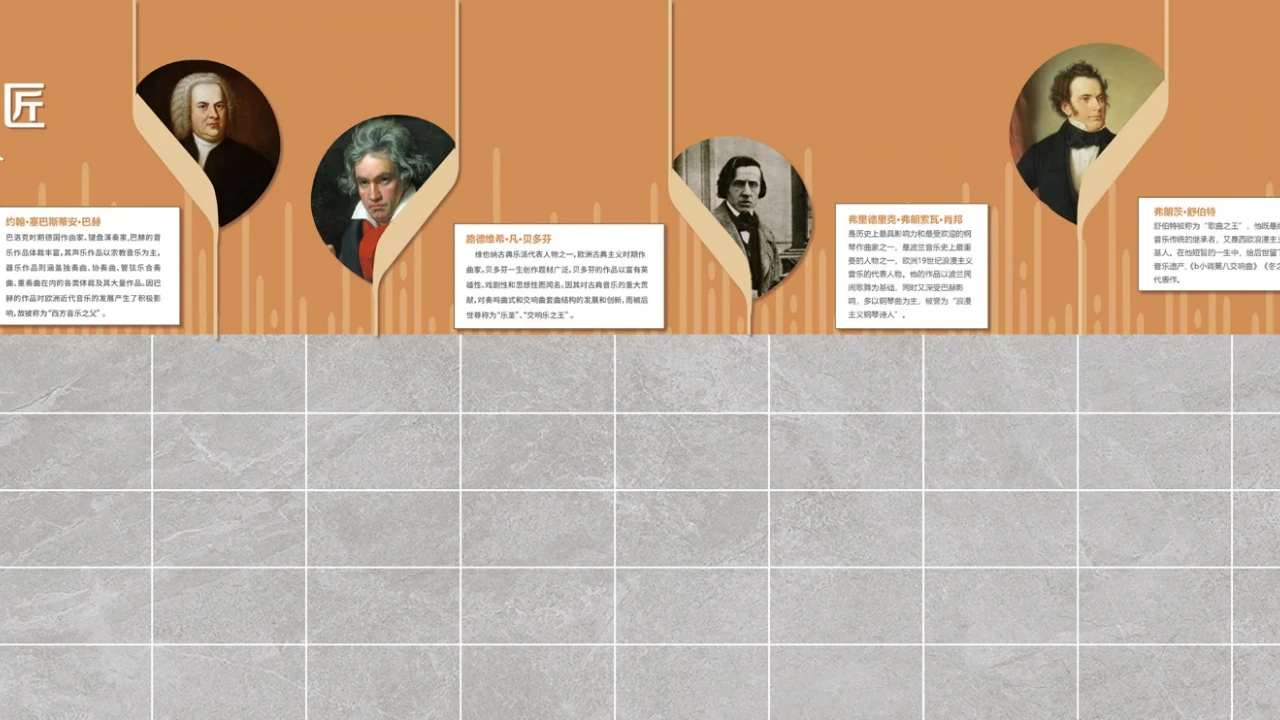 匠
约翰•塞巴斯蒂安•巴赫
巴洛克时期德国作曲家、键盘演奏家,巴赫的音
乐作品体裁丰富,其声乐作品以宗教音乐为主,
器乐作品则涵盖独奏曲、协奏曲、管弦乐合奏
曲、重奏曲在内的各类体裁及其大量作品。因巴
赫的作品对欧洲近代音乐的发展产生了积极影
响,故被称为“西方音乐之父”。
路德维希•凡•贝多芬
维也纳古典乐派代表人物之一,欧洲古典主义时期作
曲家。贝多芬一生创作题材广泛,贝多芬的作品以富有英
雄性、戏剧性和思想性而闻名。因其对古典音乐的重大贡
献,对奏鸣曲式和交响曲套曲结构的发展和创新,而被后
世尊称为“乐圣”、“交响乐之王”。
弗里德里克•弗朗索瓦•肖邦
是历史上最具影响力和最受欢迎的钢
琴作曲家之一,是波兰音乐史上最重
要的人物之一,欧洲19世纪浪漫主义
音乐的代表人物。他的作品以波兰民
间歌舞为基础,同时又深受巴赫影
响,多以钢琴曲为主,被誉为“浪漫
主义钢琴诗人”。
弗朗茨•舒伯特
舒伯特被称为“歌曲之王”,他既是
音乐传统的继承者,又是西欧浪漫主
基人。在他短暂的一生中,给后世留
音乐遗产,《b小调第八交响曲》《冬
代表作。